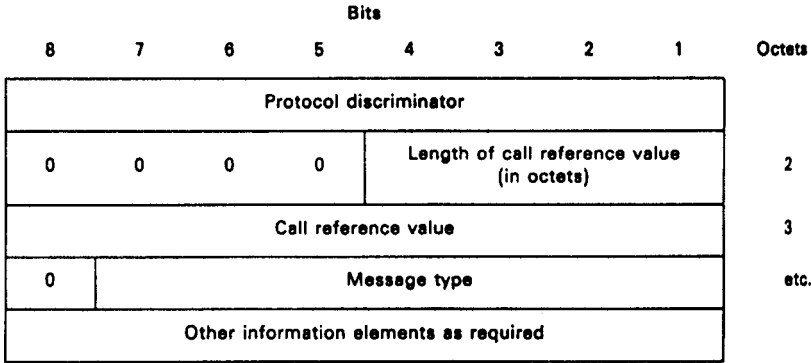 Bits
8 7 6 5 4 3 2 1 Octets
Protocol discriminator
0 0 0 0 Length of call reference value
(in octets) 2
Call reference value 3
0 Message type etc.
Other information elements as required